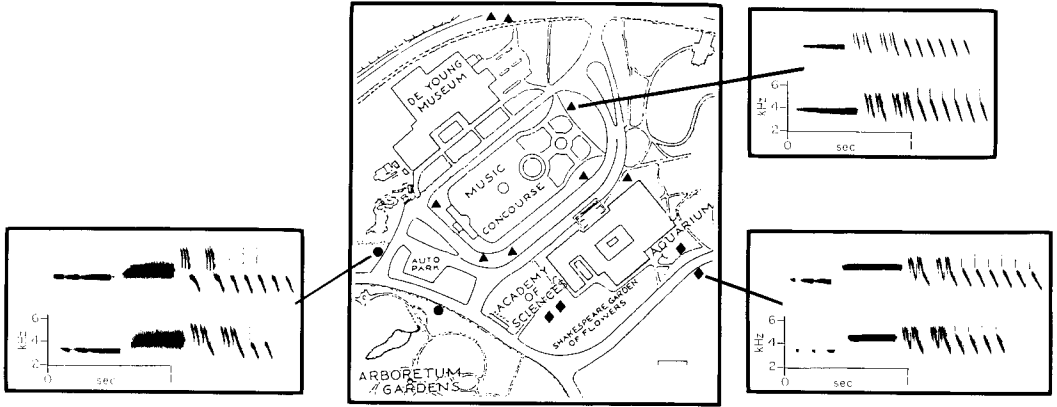 DE YOUNG
MUSEUM
MUSIC
CONCOURSE
AUTO
PARK
ACADEMY
OF
SCIENCES
AQUARIUM
SHAKESPEARE GARDEN
OF FLOWERS
ARBORETUM
GARDENS
6
kHz
4
2
0
sec
1
6
kHz
4
2
0
sec
1
6
kHz
4
2
0
sec
1